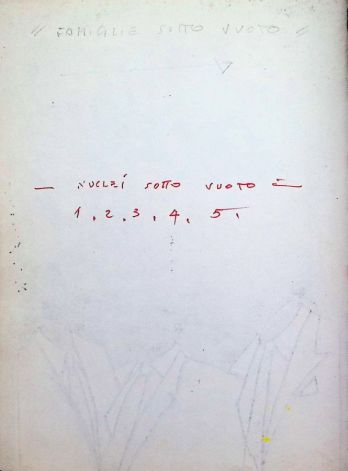 " FAMIGLIE SOTTO VUOTO "
— NUCLEI SOTTO VUOTO —
1, 2, 3, 4, 5,